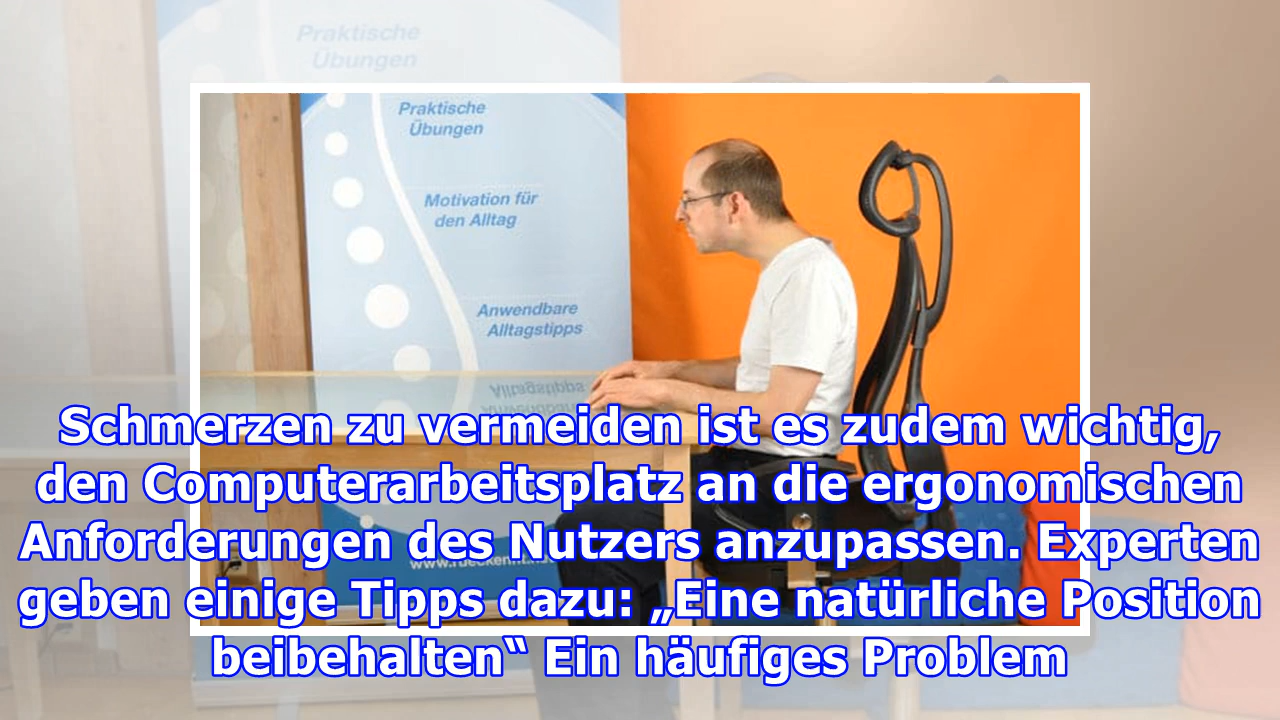 Praktische
Übungen
Praktische
Übungen
Motivation für
den Alltag
Anwendbare
Alltagstipps
Schmerzen zu vermeiden ist es zudem wichtig,
den Computerarbeitsplatz an die ergonomischen
Anforderungen des Nutzers anzupassen. Experten
geben einige Tipps dazu: „Eine natürliche Position
beibehalten“ Ein häufiges Problem